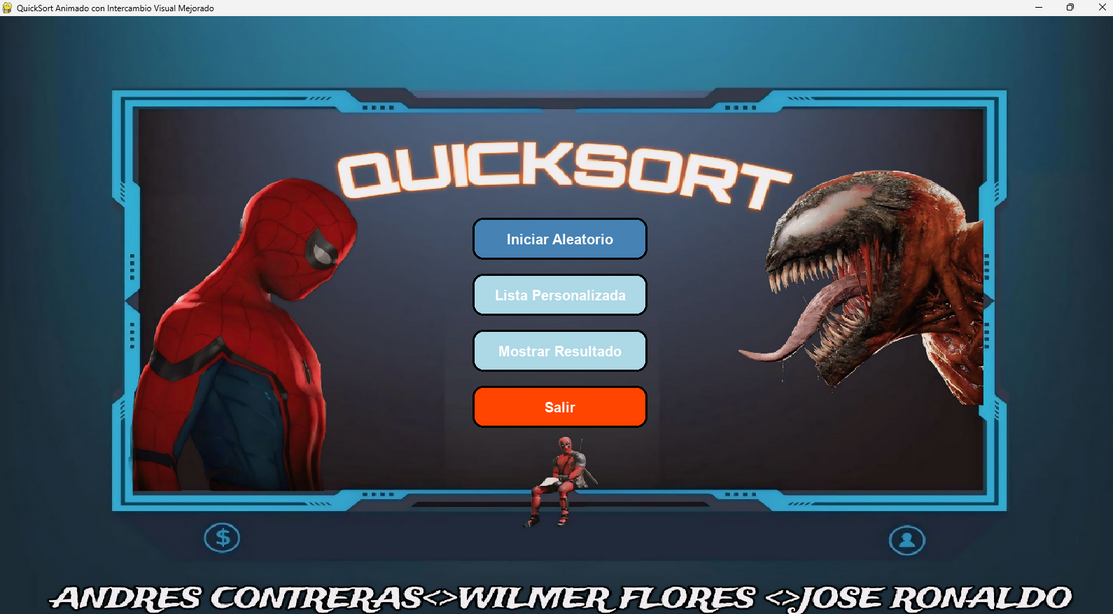 QuickSort Animado con Intercambio Visual Mejorado
QUICKSORT
Iniciar Aleatorio
Lista Personalizada
Mostrar Resultado
Salir
$
ANDRES CONTRERAS<>WILMER FLORES <>JOSE RONALDO